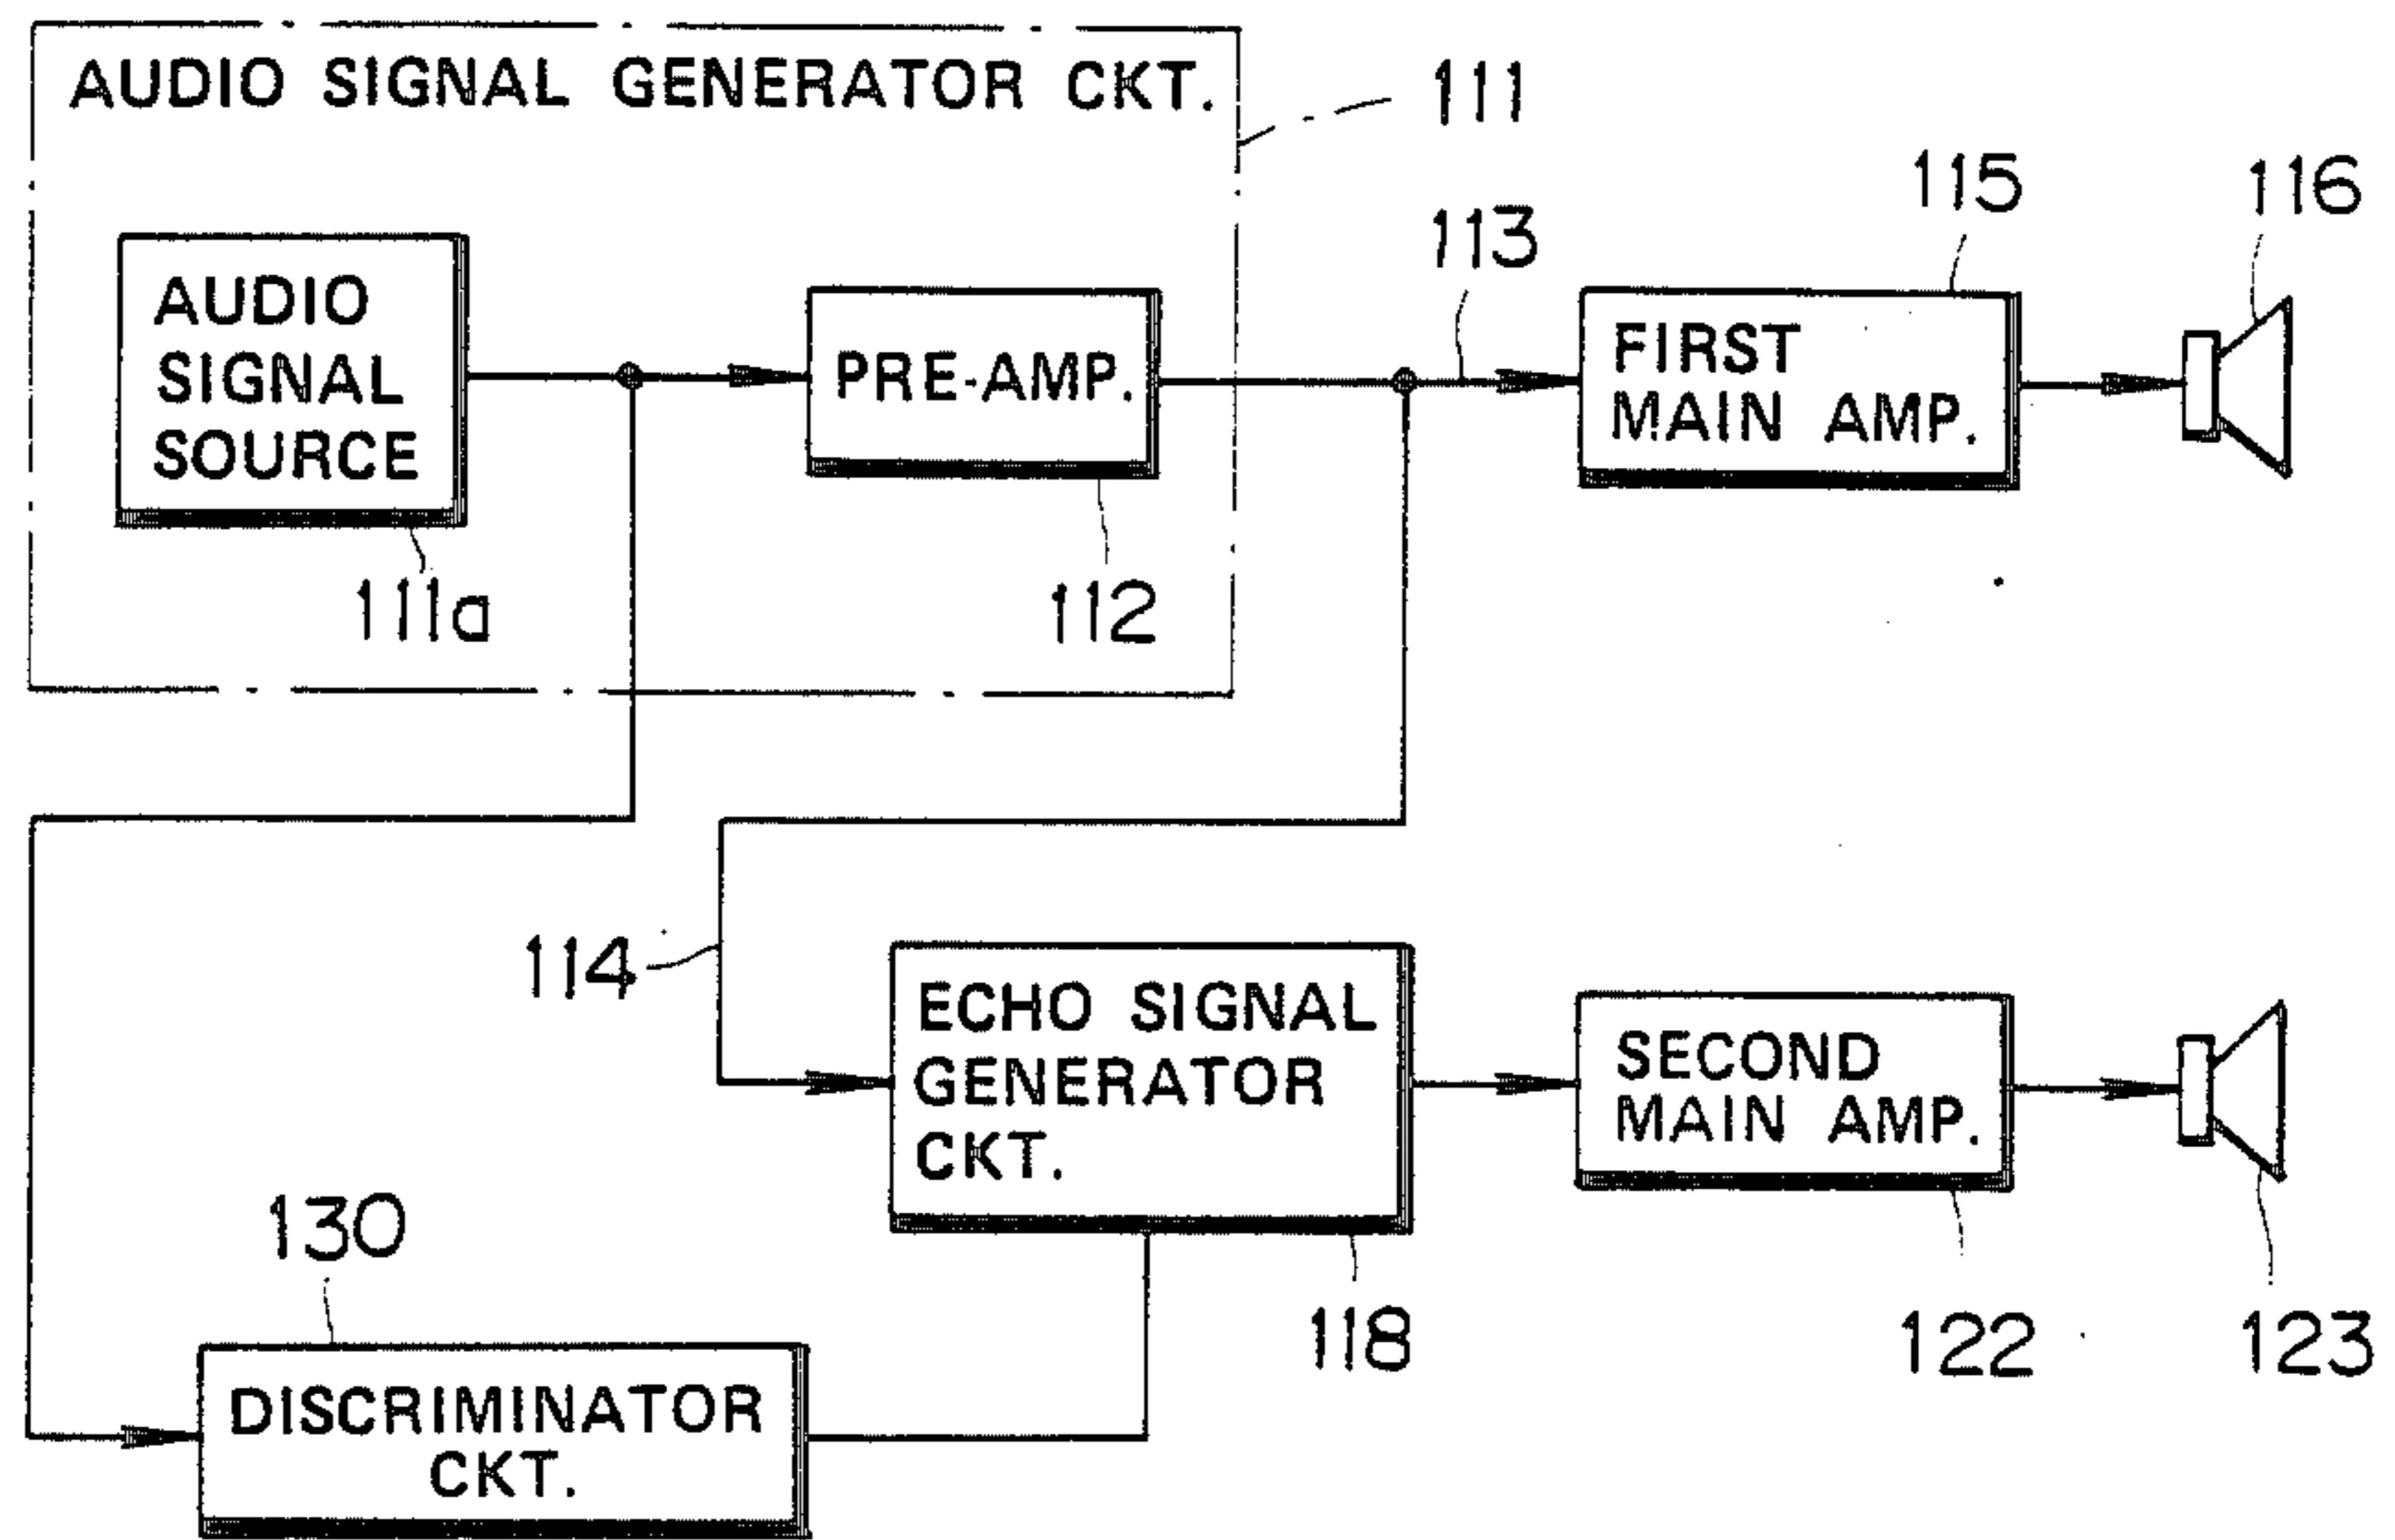 AUDIO SIGNAL GENERATOR CKT.
111
115
116
113
AUDIO
SIGNAL
SOURCE
PRE-AMP.
FIRST
MAIN AMP.
111a
112
114
ECHO SIGNAL
GENERATOR
CKT.
SECOND
MAIN AMP.
130
118
122
123
DISCRIMINATOR
CKT.